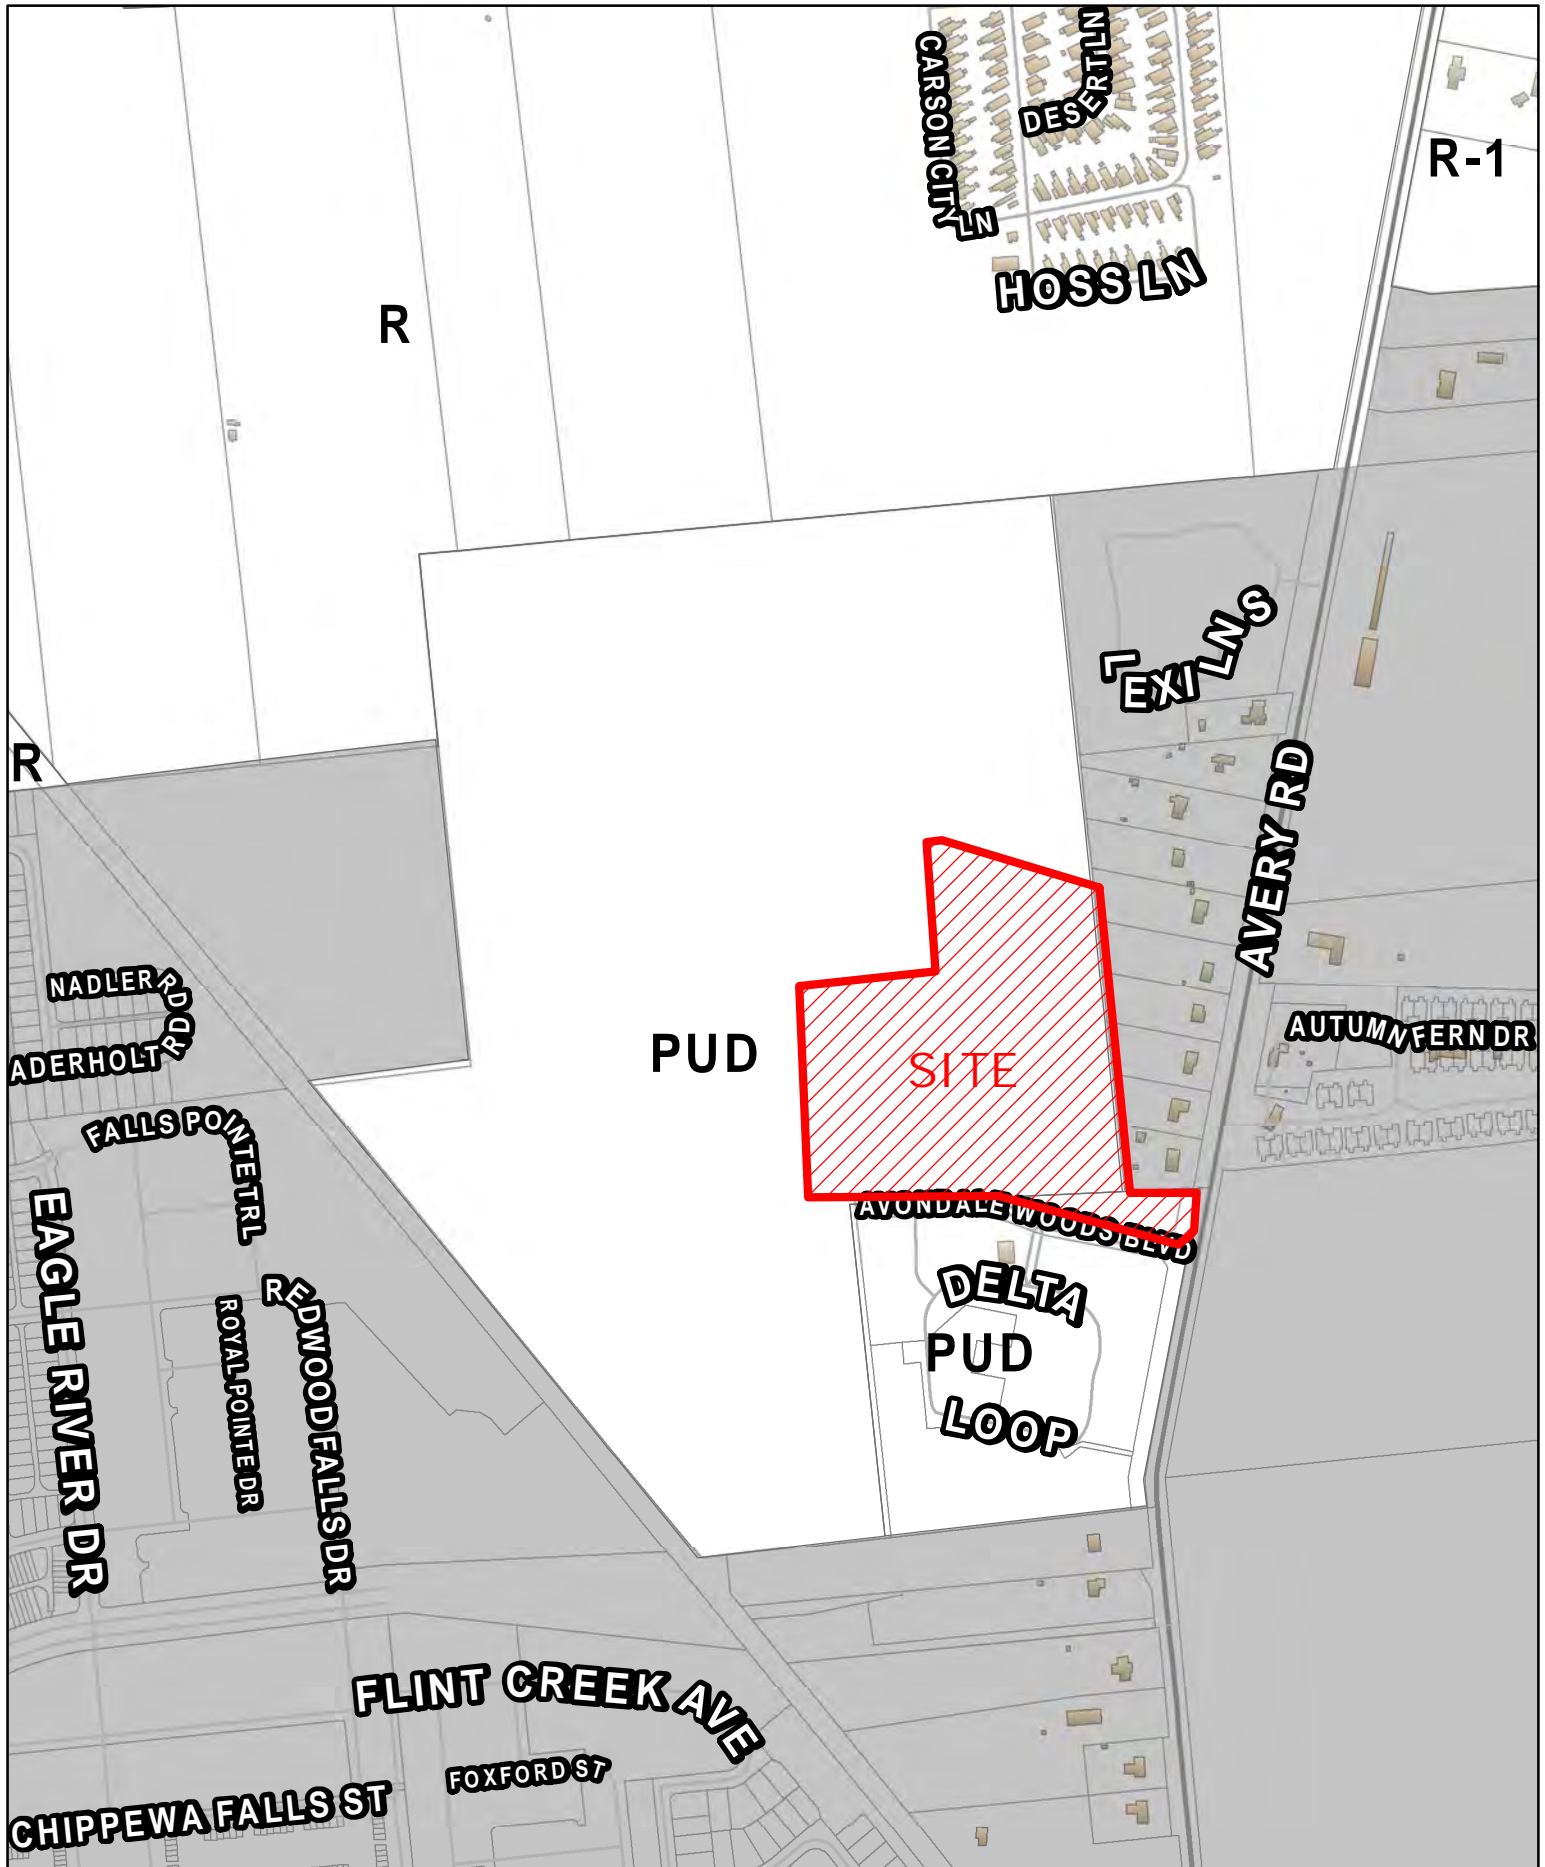 CARSON CITY LN
DESERT LN
R-1
HOSS LN
R
LEXI LN S
R
AVERY RD
NADLER RD
AUTUMN FERN DR
PUD
ADERHOLT RD
SITE
FALLS POINTE TRL
AVONDALE WOODS BLVD
EAGLE RIVER DR
DELTA
LOOP
REDWOOD FALLS DR
ROYAL POINTE DR
PUD
FLINT CREEK AVE
FOXFORD ST
CHIPPEWA FALLS ST